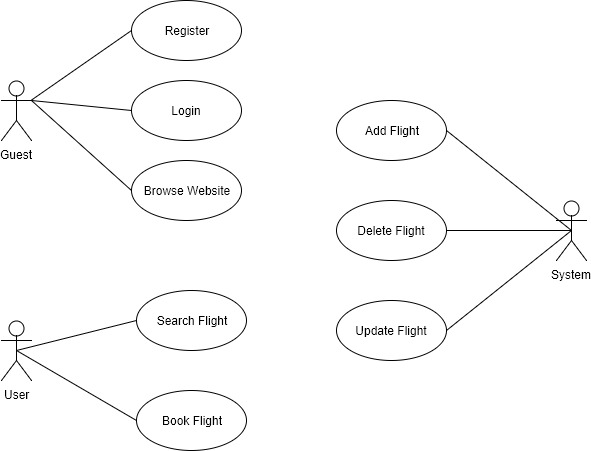 Register
Login
Guest
Browse Website
Add Flight
Delete Flight
System
Update Flight
Search Flight
User
Book Flight